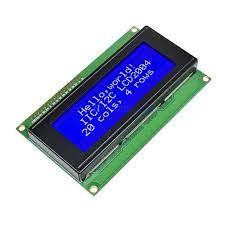 Hello,world!
IIC/I2C LCD2004
20 cols, 4 rows